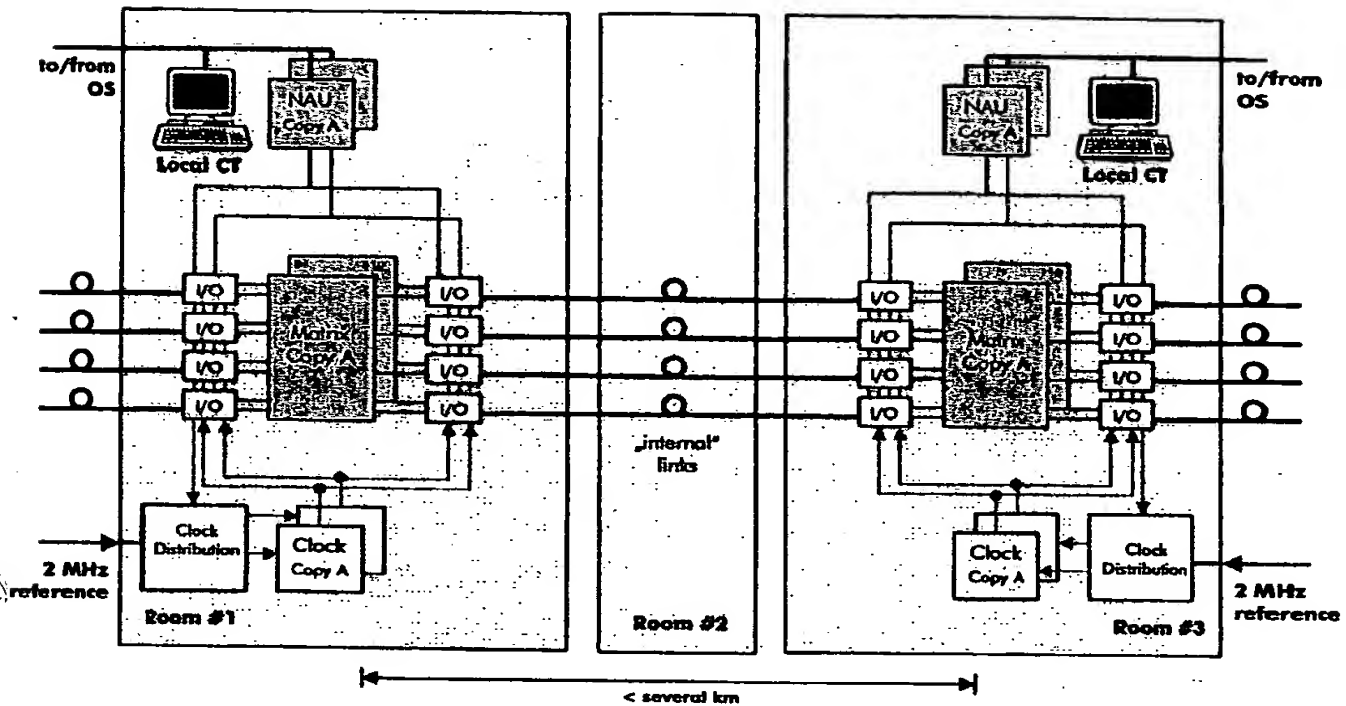 to/from
OS
NAU
Copy A
Local CT
I/O
I/O
I/O
I/O
Matrix
Copy A
I/O
I/O
I/O
I/O
Clock
Distribution
Clock
Copy A
2 MHz
reference
Room #1
„internal“
links
Room #2
to/from
OS
NAU
Copy A
Local CT
I/O
I/O
I/O
I/O
Matrix
Copy A
I/O
I/O
I/O
I/O
Clock
Copy A
Clock
Distribution
2 MHz
reference
Room #3
< several km